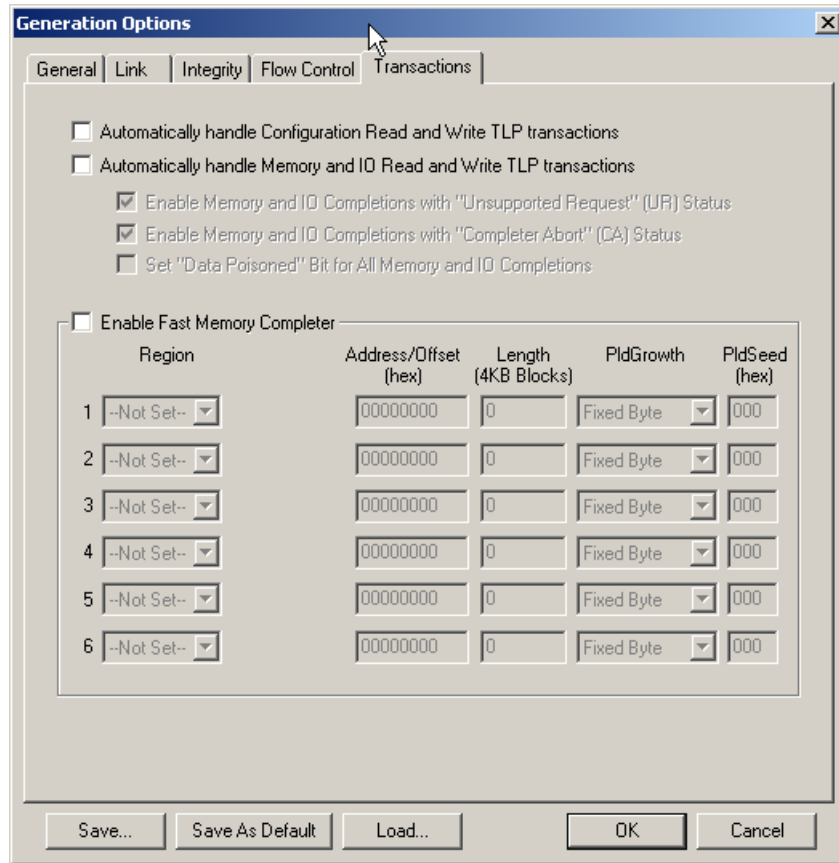 Generation Options
General Link Integrity Flow Control Transactions
Automatically handle Configuration Read and Write TLP transactions
Automatically handle Memory and IO Read and Write TLP transactions
Enable Memory and IO Completions with "Unsupported Request" (UR) Status
Enable Memory and IO Completions with "Completer Abort" (CA) Status
Set "Data Poisoned" Bit for All Memory and IO Completions
Enable Fast Memory Completer
Region Address/Offset Length PldGrowth PldSeed
(hex) (4KB Blocks) (hex)
1 --Not Set-- 00000000 0 Fixed Byte 000
2 --Not Set-- 00000000 0 Fixed Byte 000
3 --Not Set-- 00000000 0 Fixed Byte 000
4 --Not Set-- 00000000 0 Fixed Byte 000
5 --Not Set-- 00000000 0 Fixed Byte 000
6 --Not Set-- 00000000 0 Fixed Byte 000
Save... Save As Default Load... OK Cancel